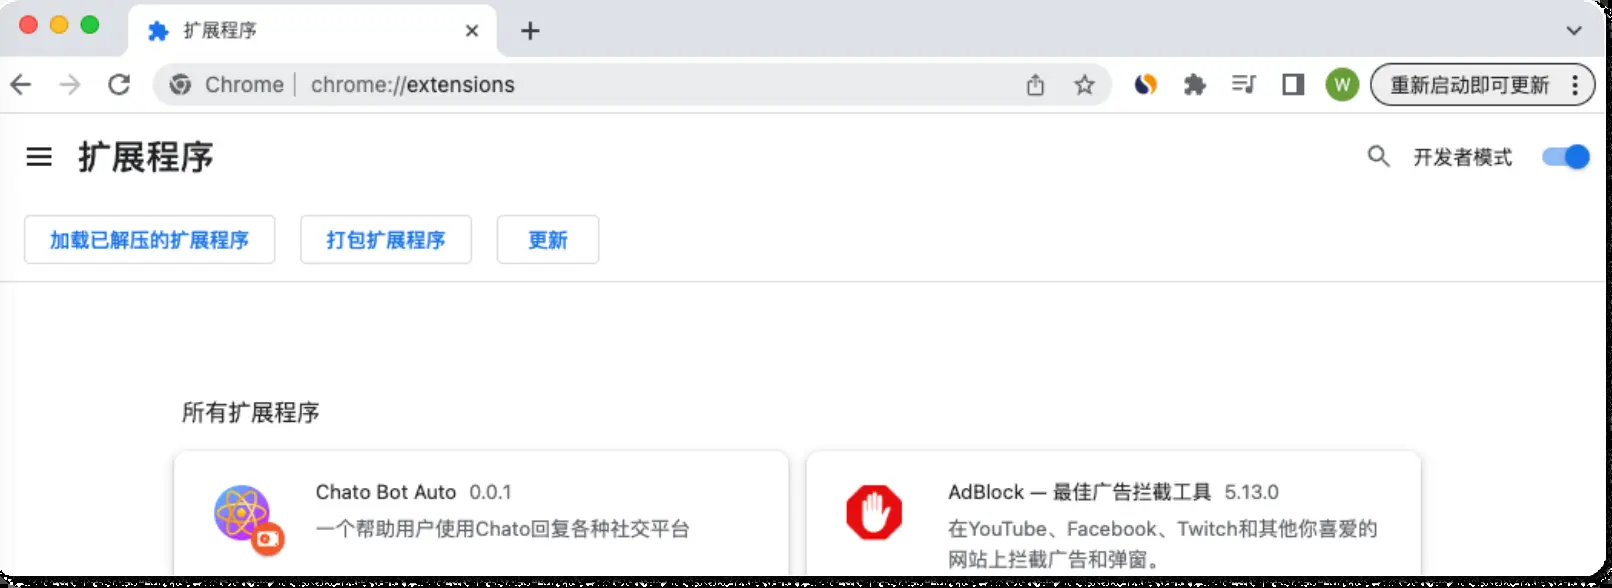 扩展程序
Chrome | chrome://extensions
W
重新启动即可更新
扩展程序
开发者模式
加载已解压的扩展程序
打包扩展程序
更新
所有扩展程序
Chato Bot Auto 0.0.1
一个帮助用户使用Chato回复各种社交平台
AdBlock — 最佳广告拦截工具 5.13.0
在YouTube、Facebook、Twitch和其他你喜爱的
网站上拦截广告和弹窗。